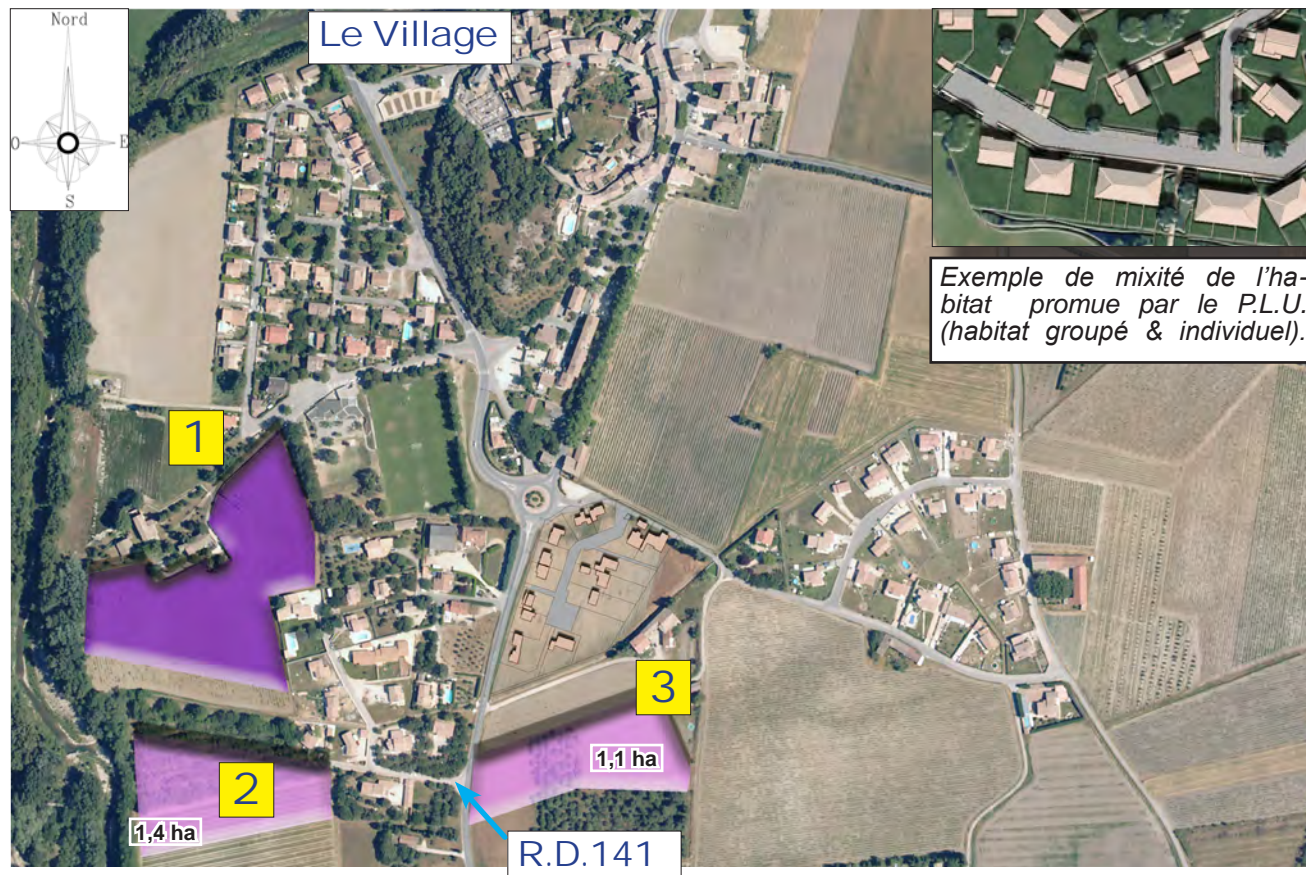 Nord
O
E
S
Le Village
Exemple de mixité de l'ha-
bitat promue par le P.L.U.
(habitat groupé & individuel).
1
3
1,1 ha
2
1,4 ha
R.D.141